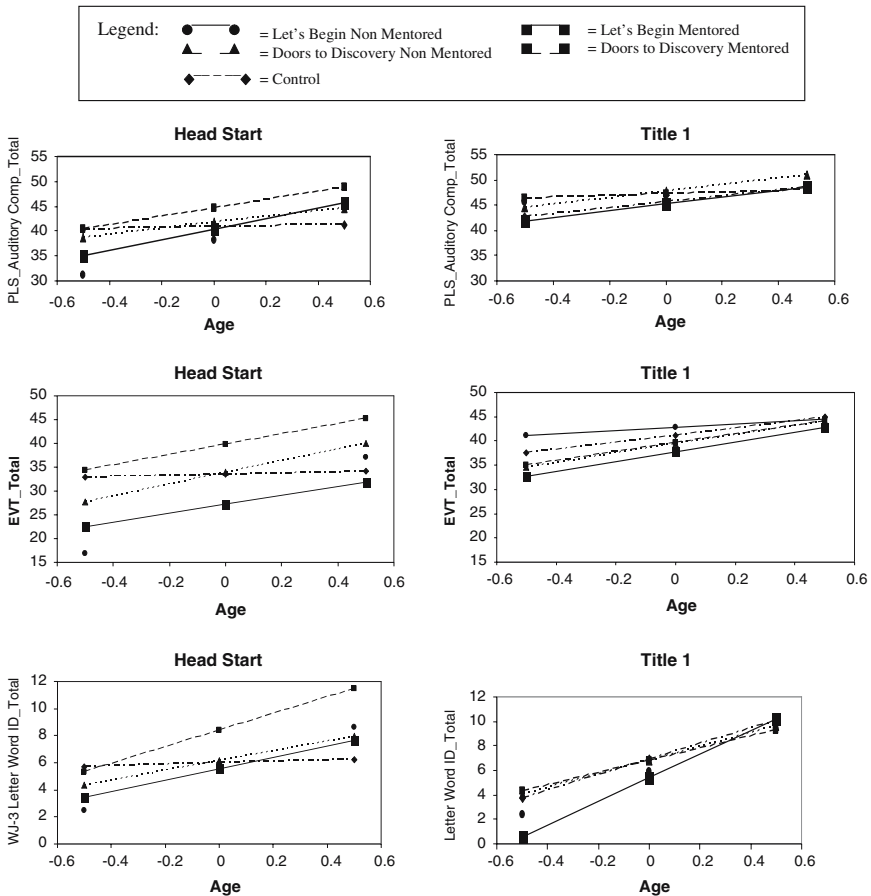 Legend:
= Let's Begin Non Mentored
= Let's Begin Mentored
= Doors to Discovery Non Mentored
= Doors to Discovery Mentored
= Control
Head Start
PLS_Auditory Comp_Total
55
50
45
40
35
30
-0.6 -0.4 -0.2 0 0.2 0.4 0.6
Age
Title 1
PLS_Auditory Comp_Total
55
50
45
40
35
30
-0.6 -0.4 -0.2 0 0.2 0.4 0.6
Age
Head Start
EVT_Total
50
45
40
35
31
25
21
15
-0.6 -0.4 -0.2 0 0.2 0.4 0.6
Age
Title 1
EVT_Total
50
45
40
35
31
25
21
15
-0.6 -0.4 -0.2 0 0.2 0.4 0.6
Age
Head Start
WJ-3 Letter Word ID_Total
12
10
8
6
4
2
0
-0.6 -0.4 -0.2 0 0.2 0.4 0.6
Age
Title 1
Letter Word ID_Total
12
10
8
6
4
2
0
-0.6 -0.4 -0.2 0 0.2 0.4 0.6
Age